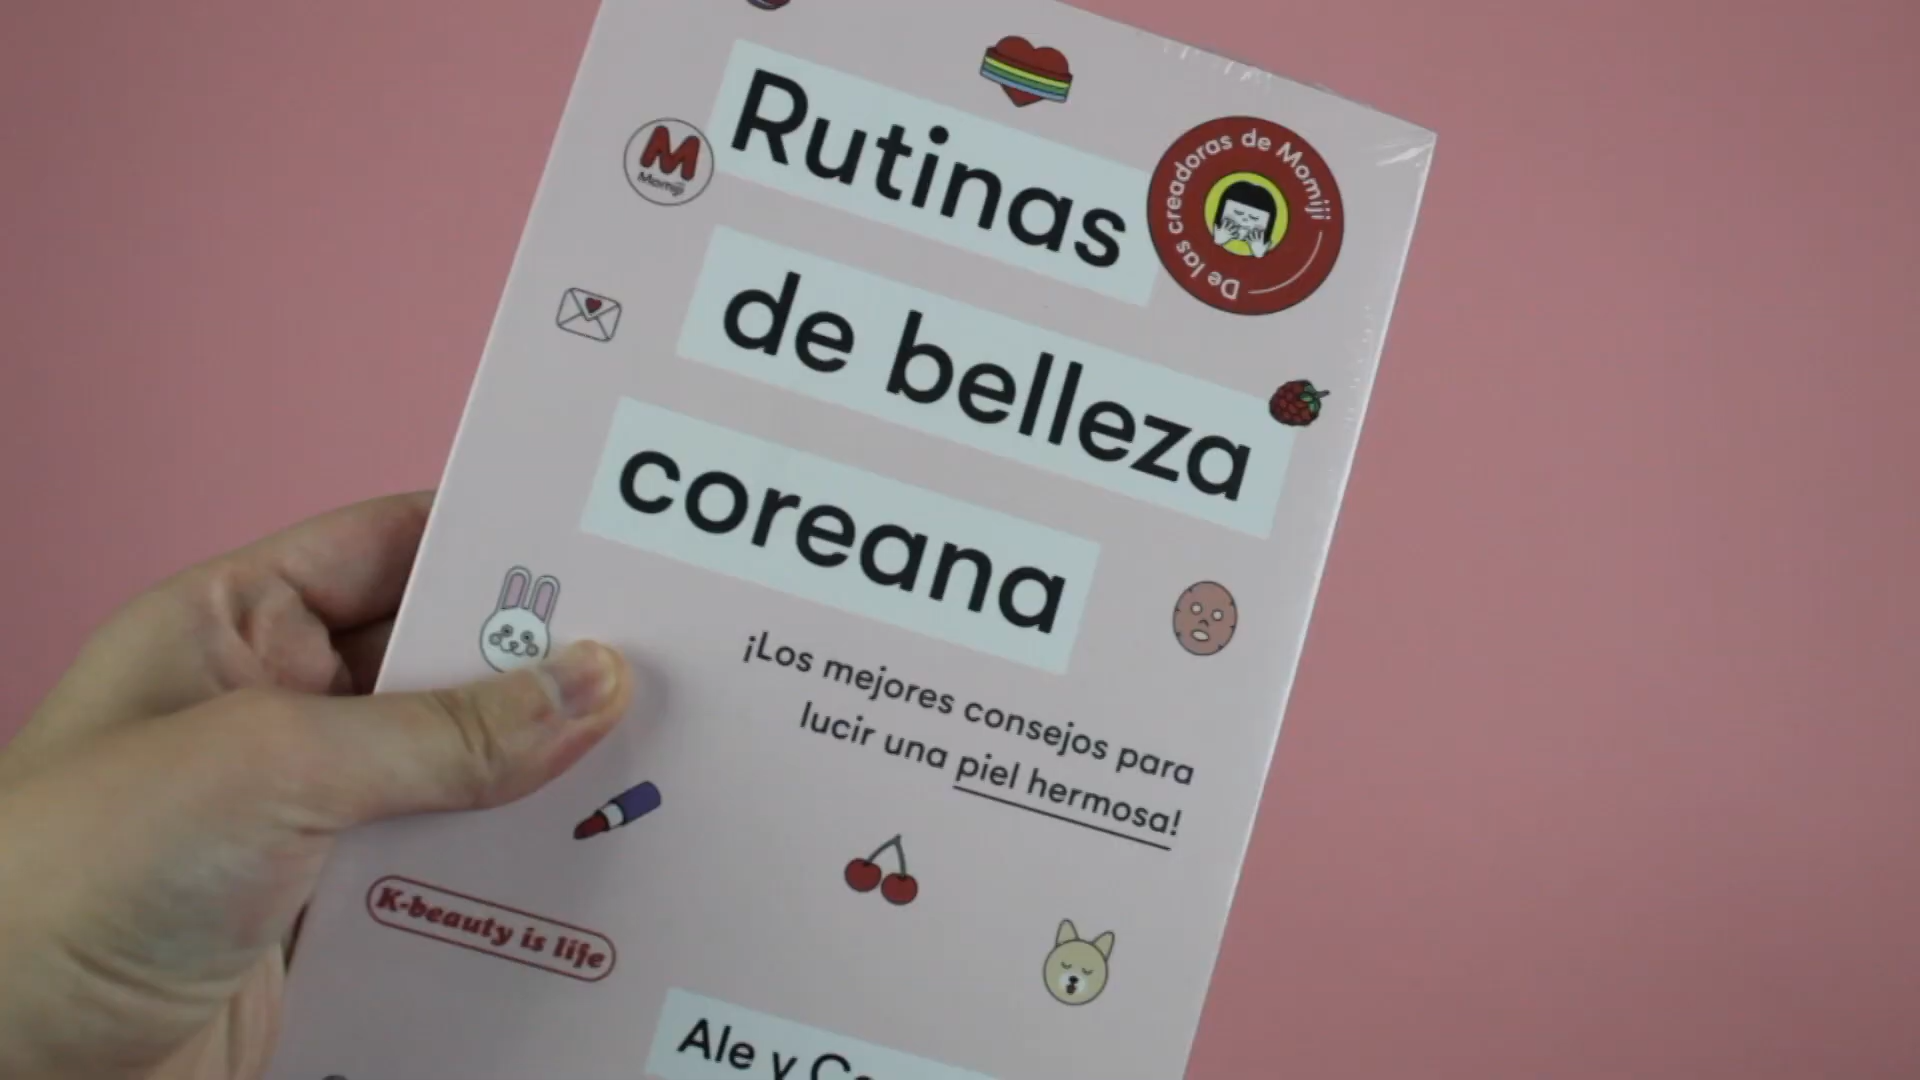 Rutinas
de belleza
coreana
De las creadoras de Momiji
M
Momiji
¡Los mejores consejos para
lucir una piel hermosa!
K-beauty is life
Ale y